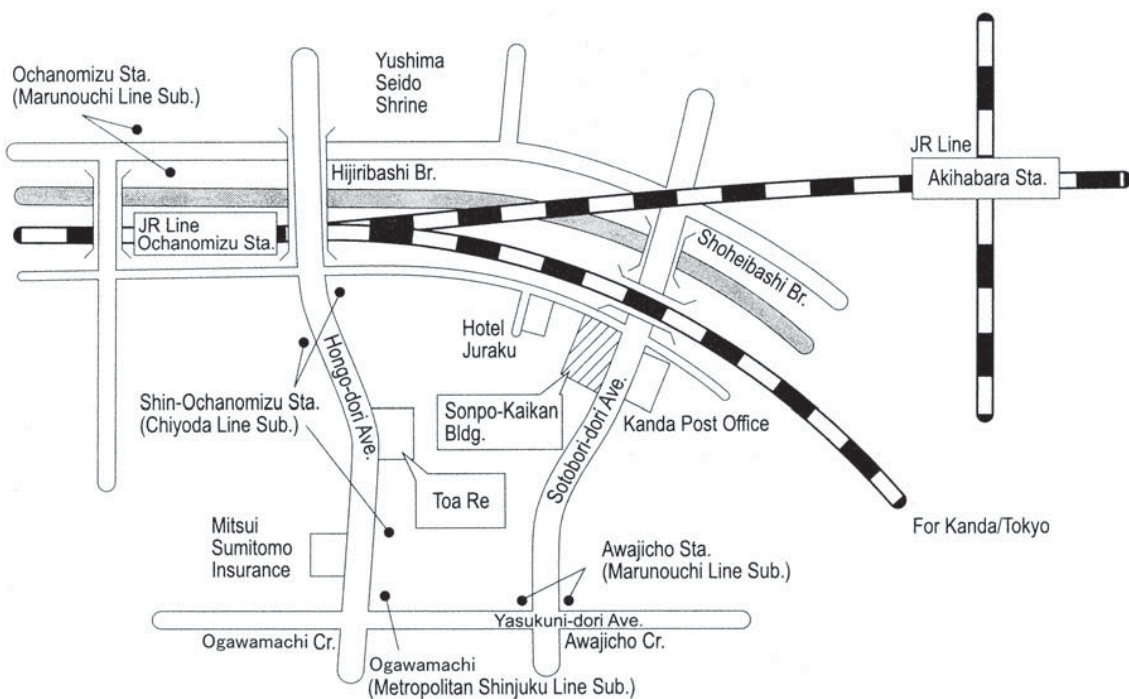 Ochanomizu Sta.
(Marunouchi Line Sub.)
Yushima
Seido
Shrine
JR Line
Akihabara Sta.
Hijiribashi Br.
JR Line
Ochanomizu Sta.
Shoheibashi Br.
Hotel
Juraku
Hongo-dori Ave.
Shin-Ochanomizu Sta.
(Chiyoda Line Sub.)
Sonpo-Kaikan
Bldg.
Kanda Post Office
Sotobori-dori Ave.
Toa Re
For Kanda/Tokyo
Mitsui
Sumitomo
Insurance
Awajicho Sta.
(Marunouchi Line Sub.)
Yasukuni-dori Ave.
Ogawamachi Cr.
Awajicho Cr.
Ogawamachi
(Metropolitan Shinjuku Line Sub.)